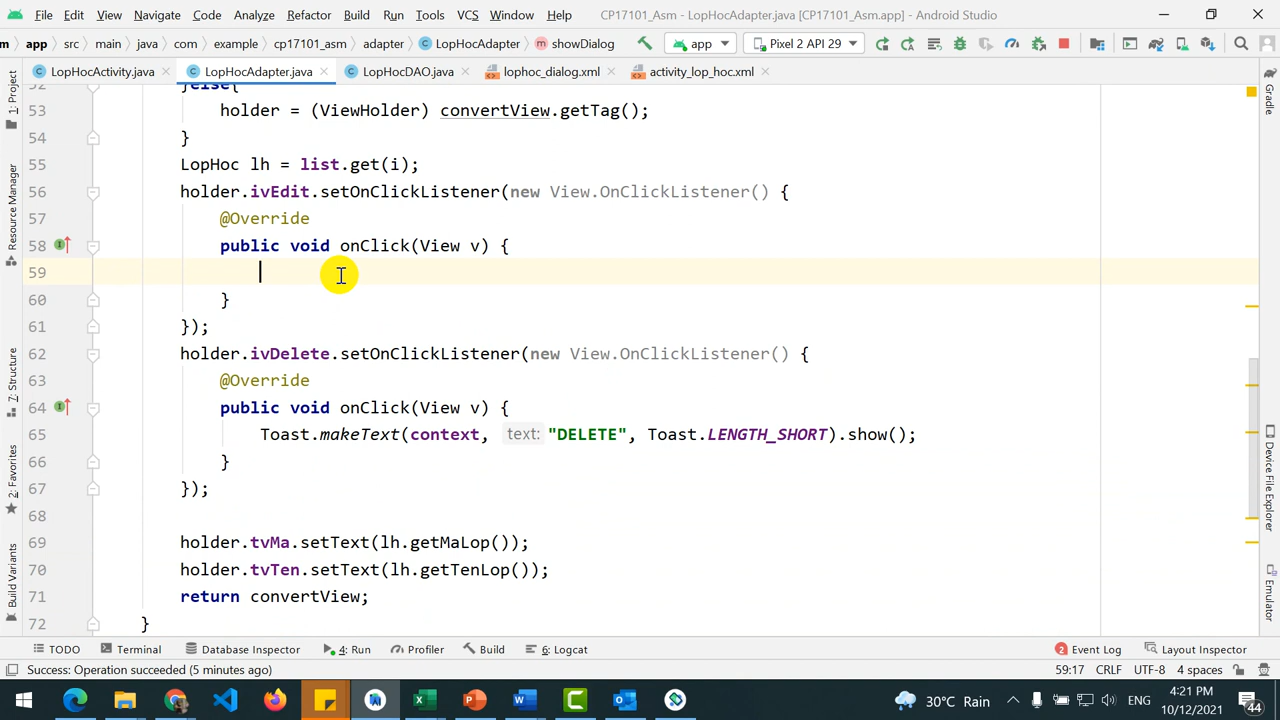 File Edit View Navigate Code Analyze Refactor Build Run Tools VCS Window Help CP17101_Asm - LopHocAdapter.java [CP17101_Asm.app] - Android Studio
m app src main java com example cp17101_asm adapter LopHocAdapter showDialog app Pixel 2 API 29
LopHocActivity.java LopHocAdapter.java LopHocDAO.java lophoc_dialog.xml activity_lop_hoc.xml
1: Project
Resource Manager
Z: Structure
2: Favorites
Build Variants
52 }else{
53 holder = (ViewHolder) convertView.getTag();
54 }
55 LopHoc lh = list.get(i);
56 holder.ivEdit.setOnClickListener(new View.OnClickListener() {
57 @Override
58 public void onClick(View v) {
59
60 }
61 });
62 holder.ivDelete.setOnClickListener(new View.OnClickListener() {
63 @Override
64 public void onClick(View v) {
65 Toast.makeText(context, text: "DELETE", Toast.LENGTH_SHORT).show();
66 }
67 });
68
69 holder.tvMa.setText(lh.getMaLop());
70 holder.tvTen.setText(lh.getTenLop());
71 return convertView;
72 }
Gradle
Device File Explorer
Emulator
TODO Terminal Database Inspector 4: Run Profiler Build 6: Logcat 2 Event Log Layout Inspector
Success: Operation succeeded (5 minutes ago) 59:17 CRLF UTF-8 4 spaces
30°C Rain ENG 4:21 PM
10/12/2021 44